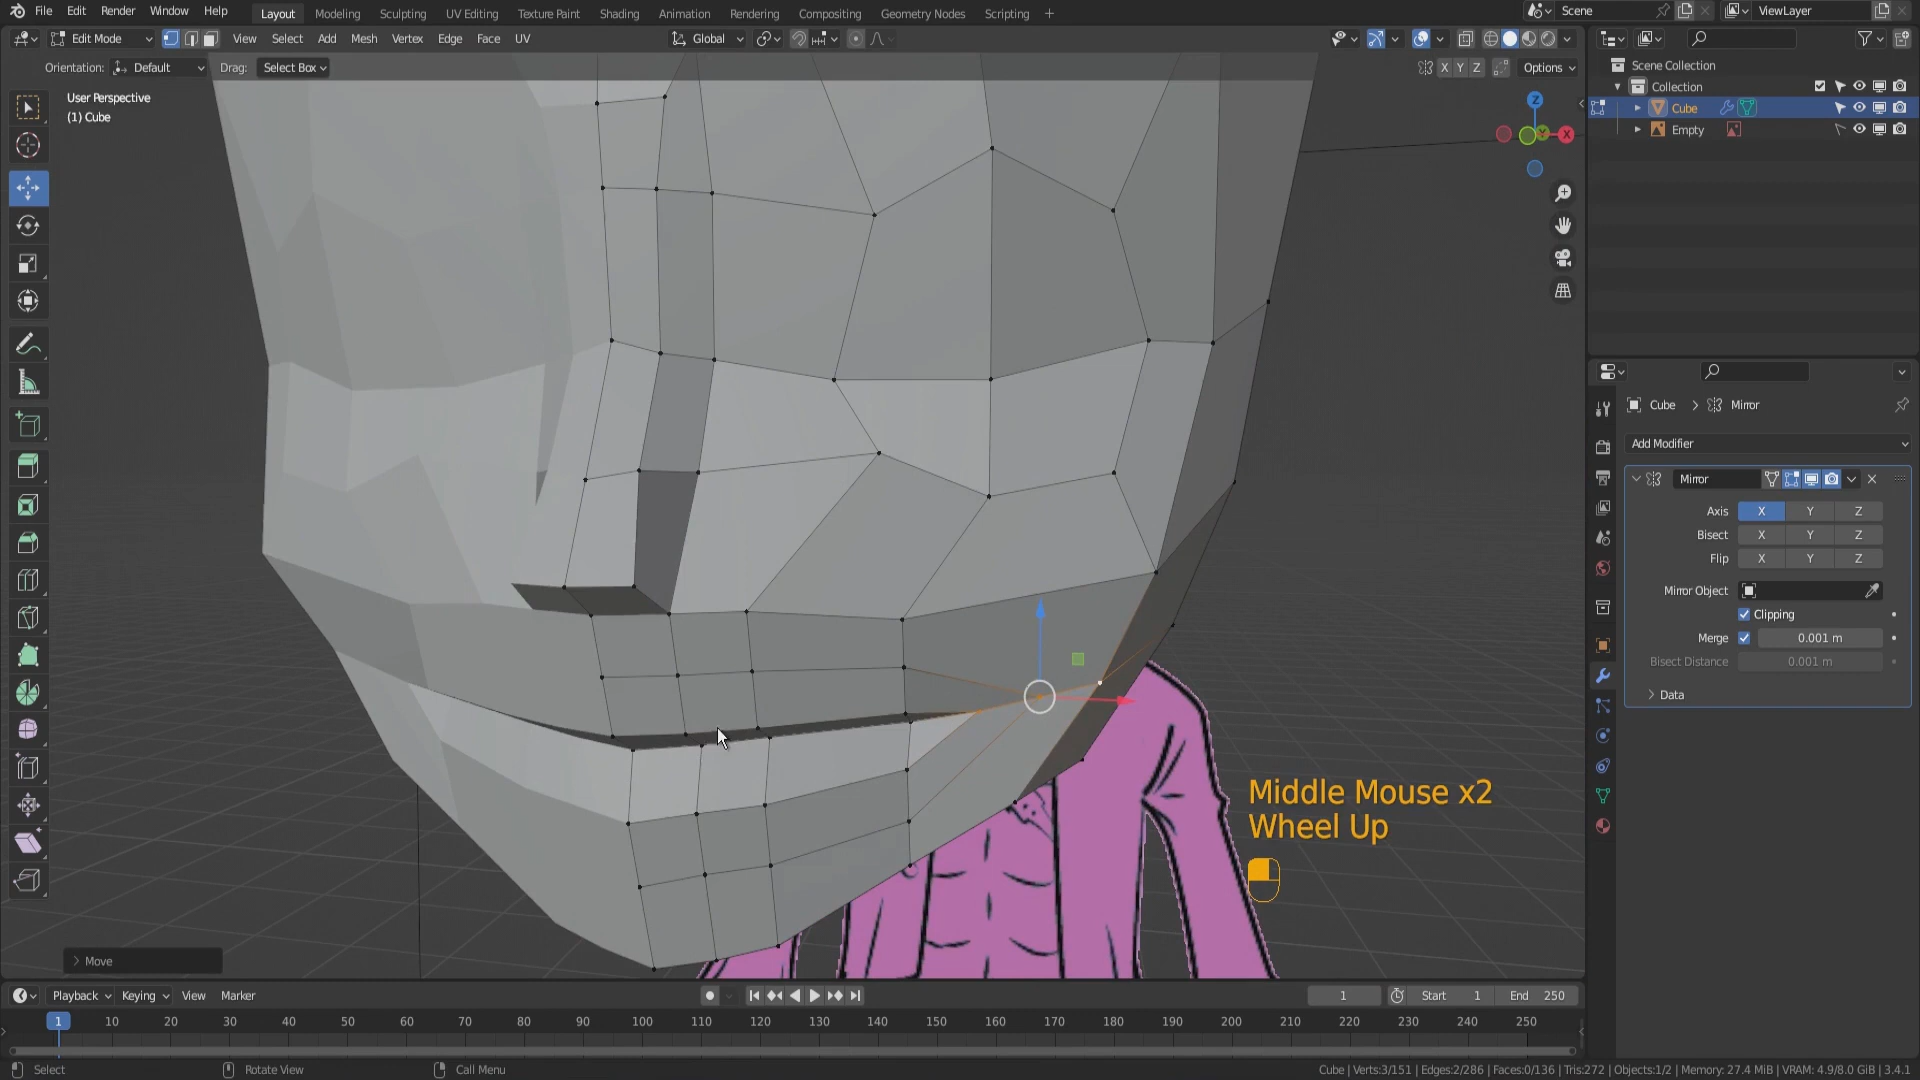 File Edit Render Window Help Layout Modeling Sculpting UV Editing Texture Paint Shading Animation Rendering Compositing Geometry Nodes Scripting + Scene ViewLayer
Edit Mode View Select Add Mesh Vertex Edge Face UV Global
Orientation: Default Drag: Select Box X Y Z Options
User Perspective
(1) Cube
Z
X
Scene Collection
Collection
Cube
Empty
Cube > Mirror
Add Modifier
Mirror
Axis X Y Z
Bisect X Y Z
Flip X Y Z
Mirror Object
Clipping
Merge 0.001 m
Bisect Distance 0.001 m
Data
Middle Mouse x2
Wheel Up
Move
Playback Keying View Marker 1 Start 1 End 250
1 10 20 30 40 50 60 70 80 90 100 110 120 130 140 150 160 170 180 190 200 210 220 230 240 250
Select Rotate View Call Menu Cube | Verts:3/151 | Edges:2/286 | Faces:0/136 | Tris:272 | Objects:1/2 | Memory: 27.4 MiB | VRAM: 4.9/8.0 GiB | 3.4.1